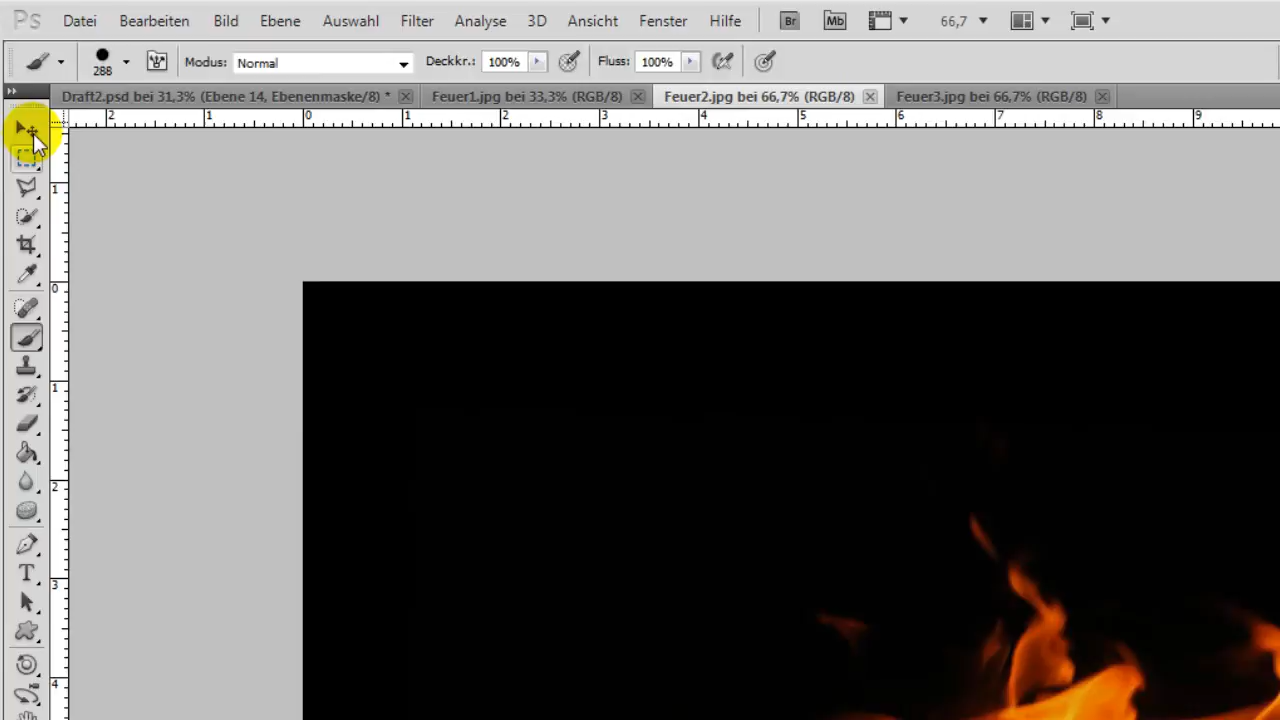 Ps Datei Bearbeiten Bild Ebene Auswahl Filter Analyse 3D Ansicht Fenster Hilfe Br Mb 66,7
288 Modus: Normal Deckkr.: 100% Fluss: 100%
Draft2.psd bei 31,3% (Ebene 14, Ebenenmaske/8) * Feuer1.jpg bei 33,3% (RGB/8) Feuer2.jpg bei 66,7% (RGB/8) Feuer3.jpg bei 66,7% (RGB/8)
2 1 0 1 2 3 4 5 6 7 8 9
1
0
1
2
3
4
T